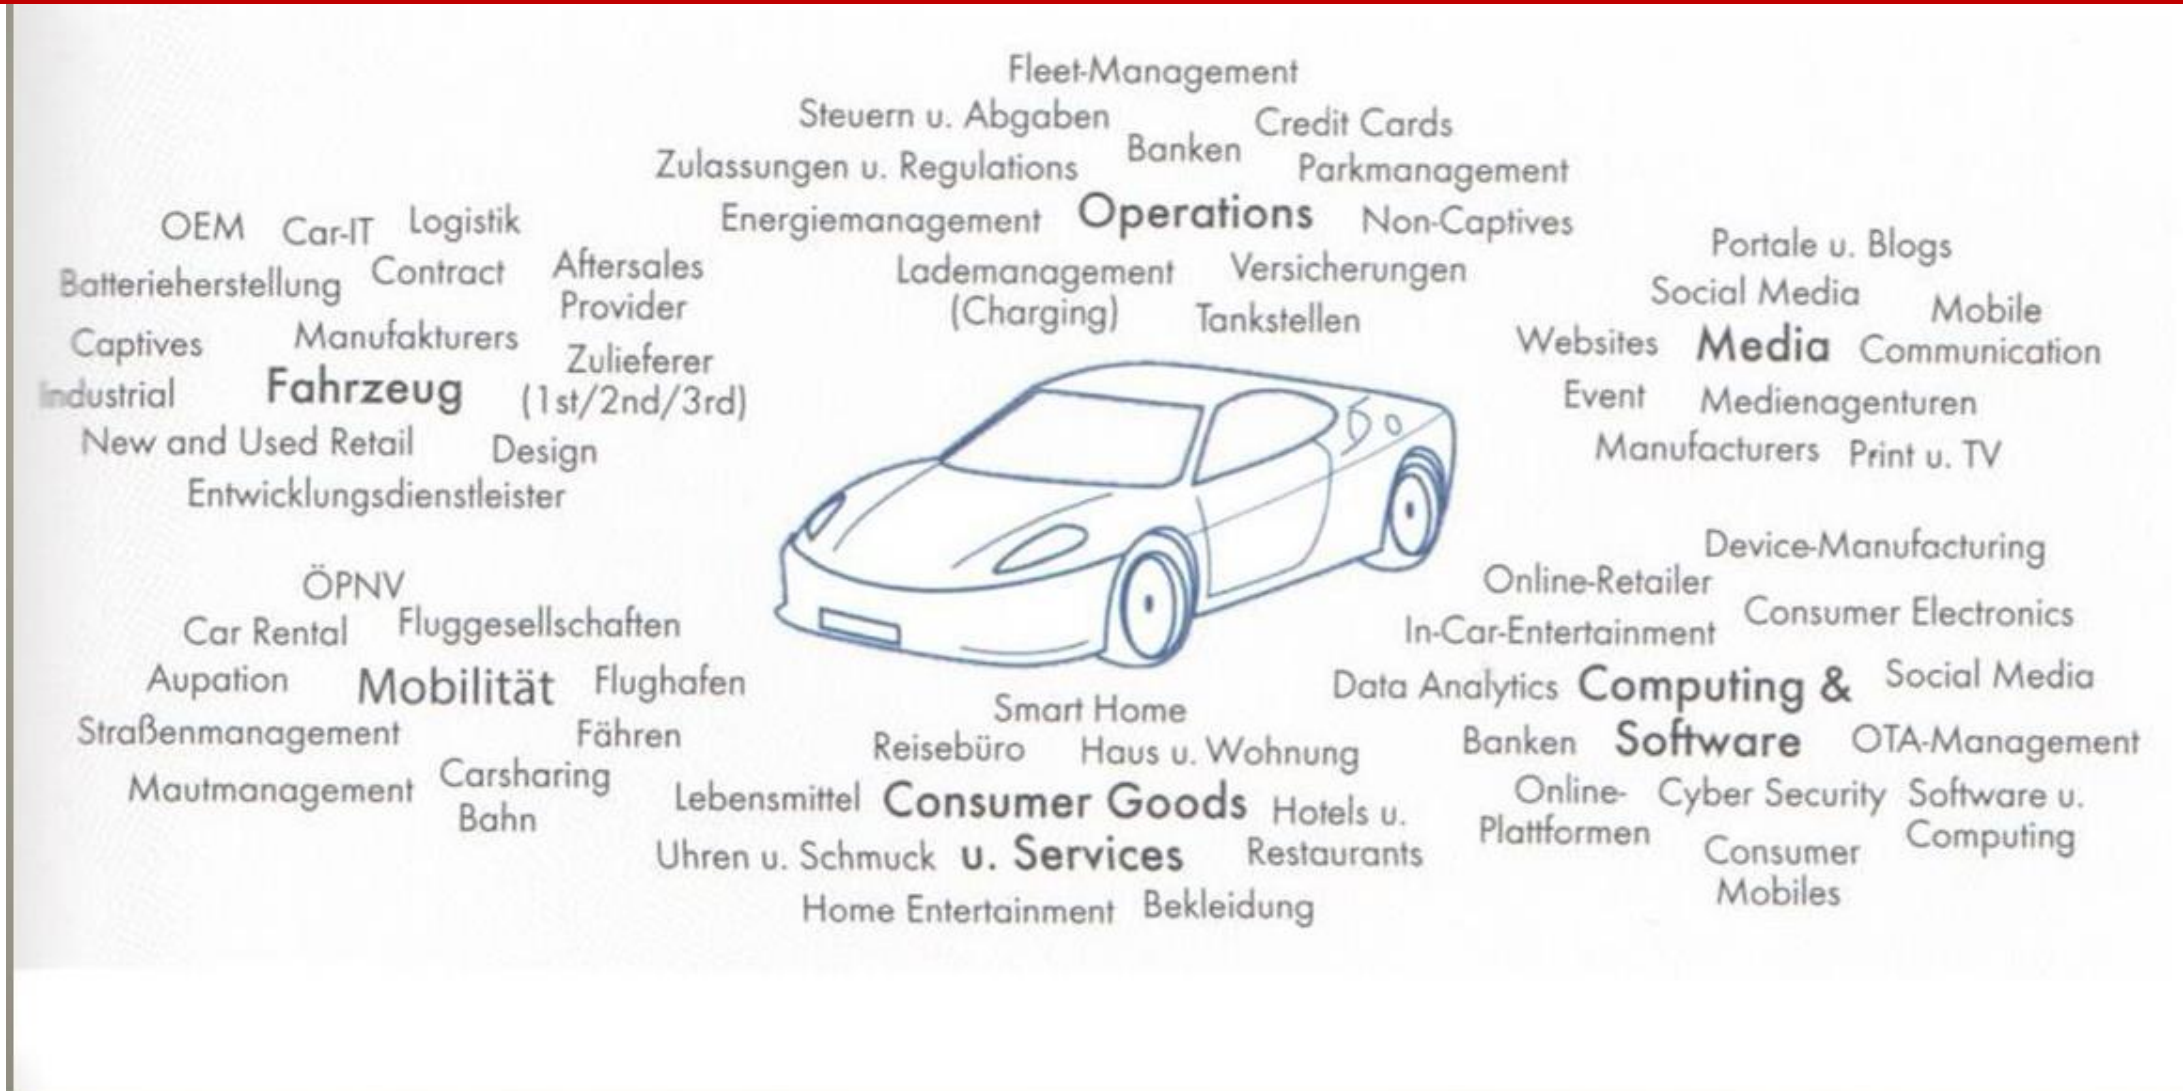 Fleet-Management
Steuern u. Abgaben
Banken
Credit Cards
Zulassungen u. Regulations
Parkmanagement
Energiemanagement
Operations
Non-Captives
Lademanagement
(Charging)
Versicherungen
Tankstellen
OEM
Car-IT
Logistik
Batterieherstellung
Contract
Aftersales
Provider
Captives
Manufakturers
Zulieferer
(1st/2nd/3rd)
Industrial
Fahrzeug
New and Used Retail
Design
Entwicklungsdienstleister
Portale u. Blogs
Social Media
Mobile
Communication
Websites
Media
Event
Medienagenturen
Manufacturers
Print u. TV
ÖPNV
Car Rental
Fluggesellschaften
Aupation
Mobilität
Flughafen
Straßenmanagement
Fähren
Mautmanagement
Carsharing
Bahn
Smart Home
Reisebüro
Haus u. Wohnung
Lebensmittel
Consumer Goods
u. Services
Hotels u.
Restaurants
Uhren u. Schmuck
Home Entertainment
Bekleidung
Device-Manufacturing
Online-Retailer
Consumer Electronics
In-Car-Entertainment
Data Analytics
Computing &
Software
Social Media
Banken
OTA-Management
Online-
Plattformen
Cyber Security
Software u.
Computing
Consumer
Mobiles